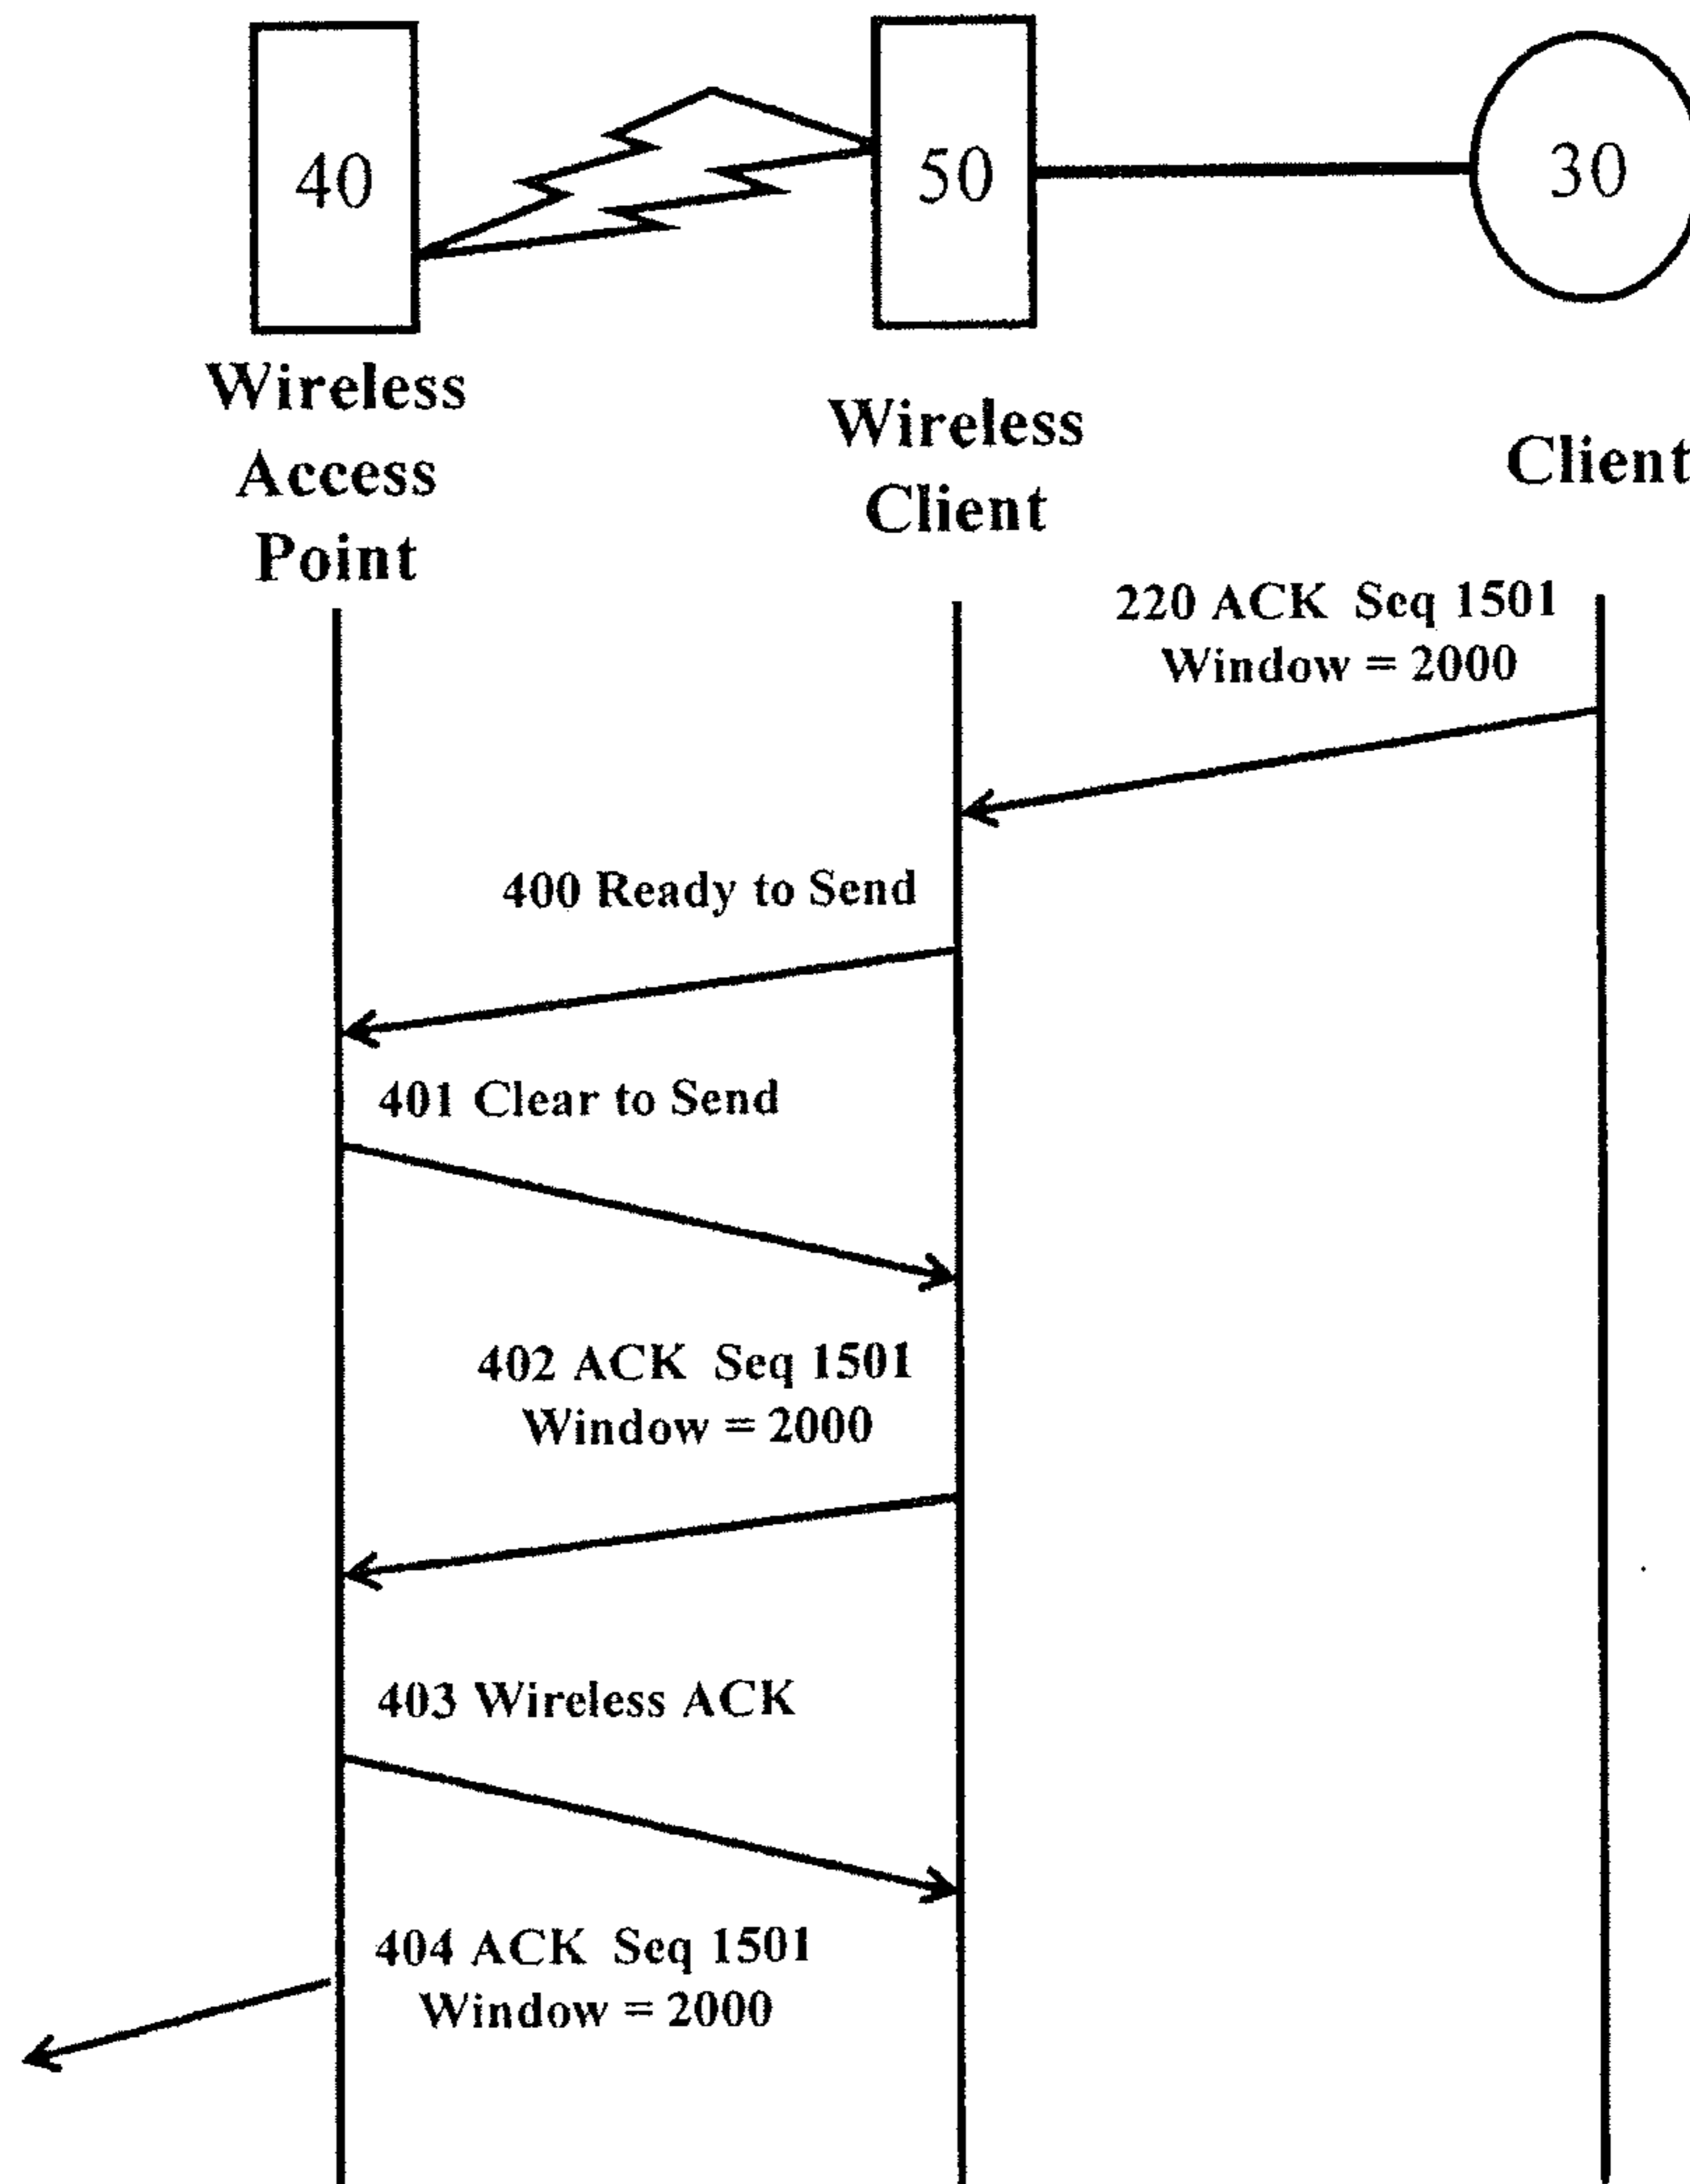 40
50
30
Wireless
Access
Point
Wireless
Client
Client
220 ACK Seq 1501
Window = 2000
400 Ready to Send
401 Clear to Send
402 ACK Seq 1501
Window = 2000
403 Wireless ACK
404 ACK Seq 1501
Window = 2000